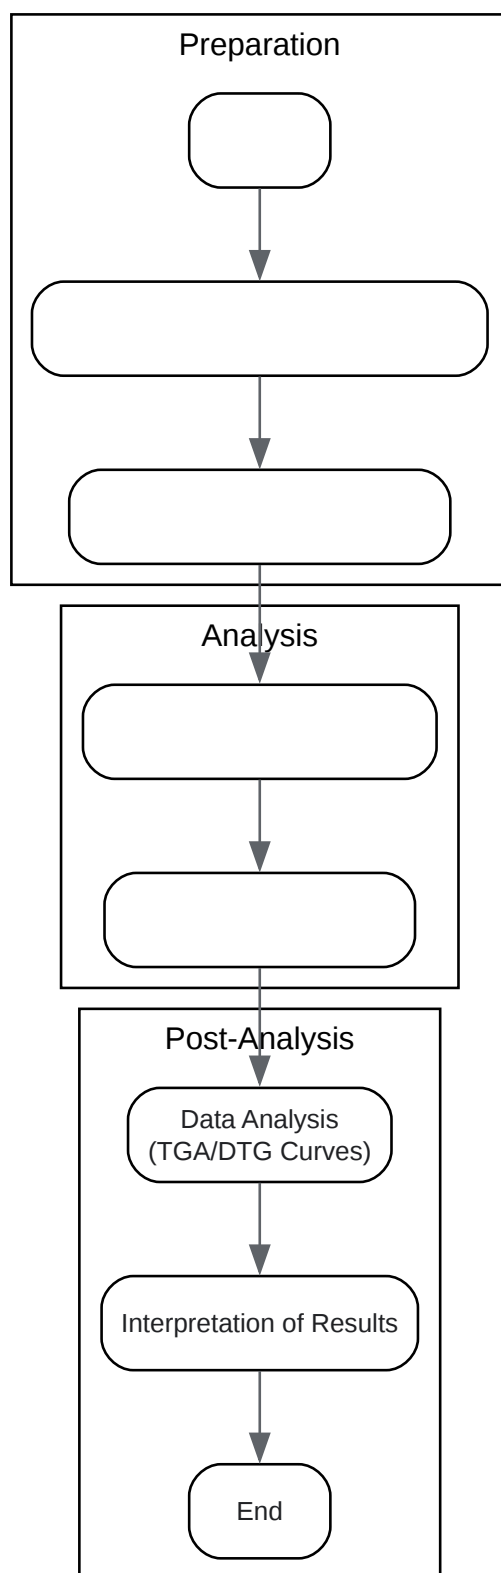 Preparation
Analysis
Post-Analysis
Data Analysis
(TGA/DTG Curves)
Interpretation of Results
End